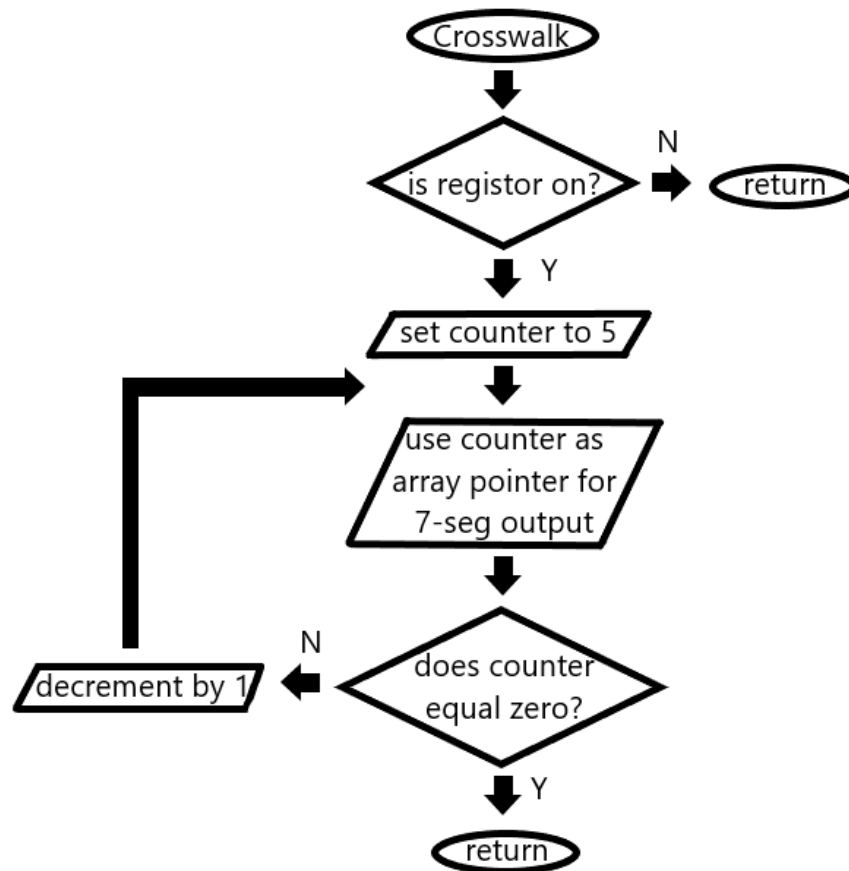 Crosswalk
is registor on?
N
return
Y
set counter to 5
use counter as
array pointer for
7-seg output
does counter
equal zero?
N
decrement by 1
Y
return